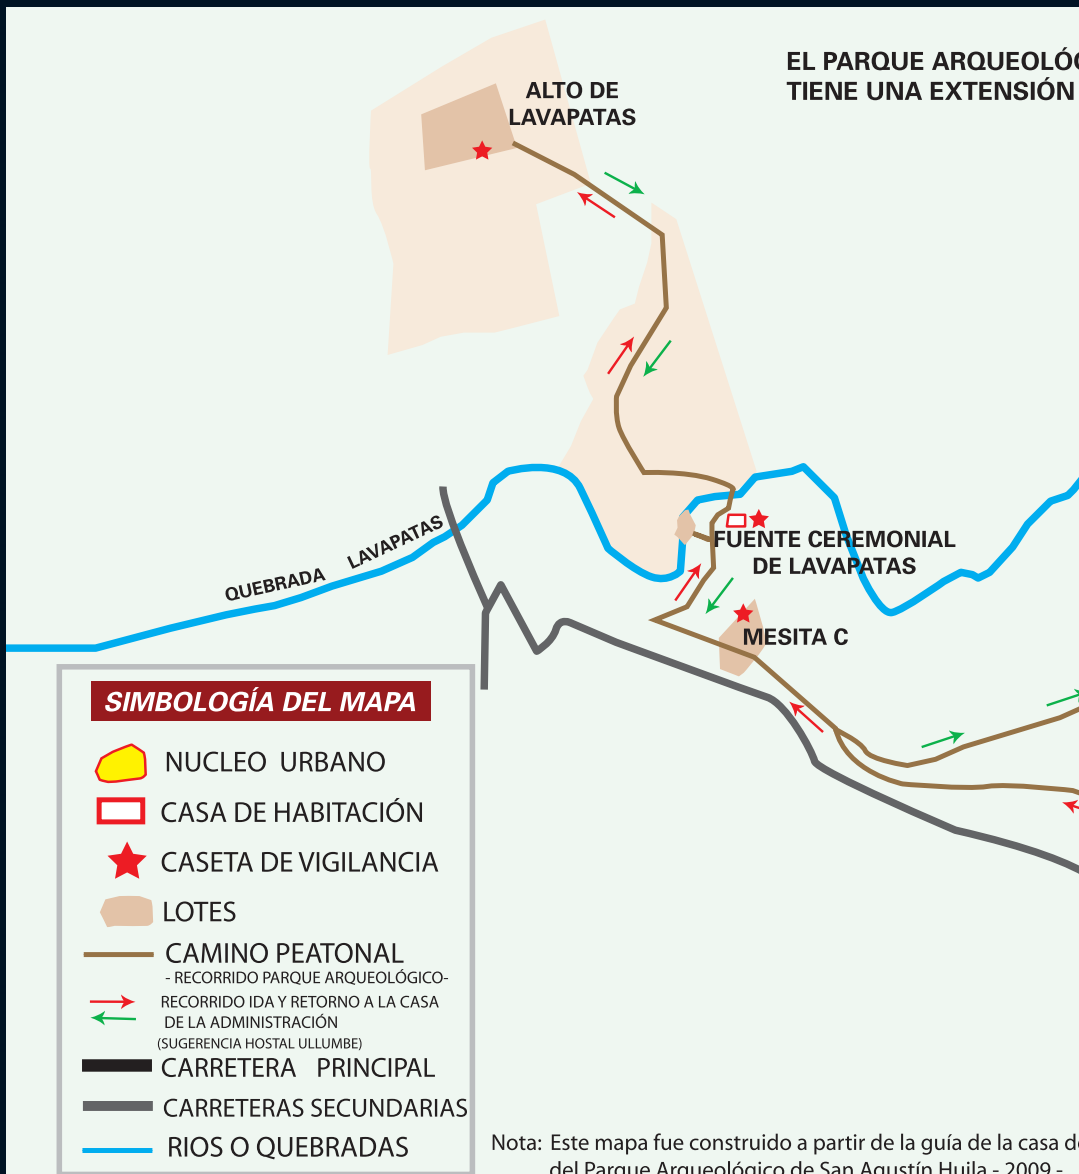 EL PARQUE ARQUEOLÓG
TIENE UNA EXTENSIÓN
ALTO DE
LAVAPATAS
QUEBRADA LAVAPATAS
FUENTE CEREMONIAL
DE LAVAPATAS
MESITA C
SIMBOLOGÍA DEL MAPA
NUCLEO URBANO
CASA DE HABITACIÓN
CASETA DE VIGILANCIA
LOTES
CAMINO PEATONAL
- RECORRIDO PARQUE ARQUEOLÓGICO-
RECORRIDO IDA Y RETORNO A LA CASA
DE LA ADMINISTRACIÓN
(SUGERENCIA HOSTAL ULLUMBE)
CARRETERA PRINCIPAL
CARRETERAS SECUNDARIAS
RIOS O QUEBRADAS
Nota: Este mapa fue construido a partir de la guía de la casa de
del Parque Arqueológico de San Agustín Huila - 2009 -